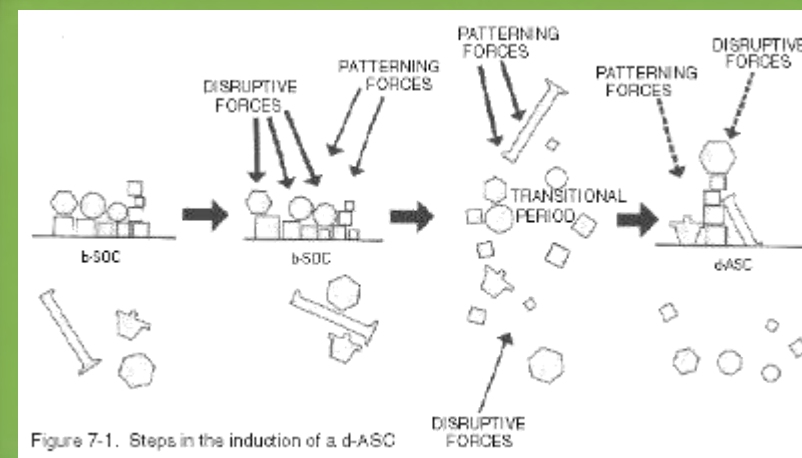 DISRUPTIVE
FORCES
PATTERNING
FORCES
PATTERNING
FORCES
PATTERNING
FORCES
DISRUPTIVE
FORCES
TRANSITIONAL
PERIOD
b-SOC
b-SOC
d-ASC
DISRUPTIVE
FORCES
Figure 7-1. Steps in the induction of a d-ASC